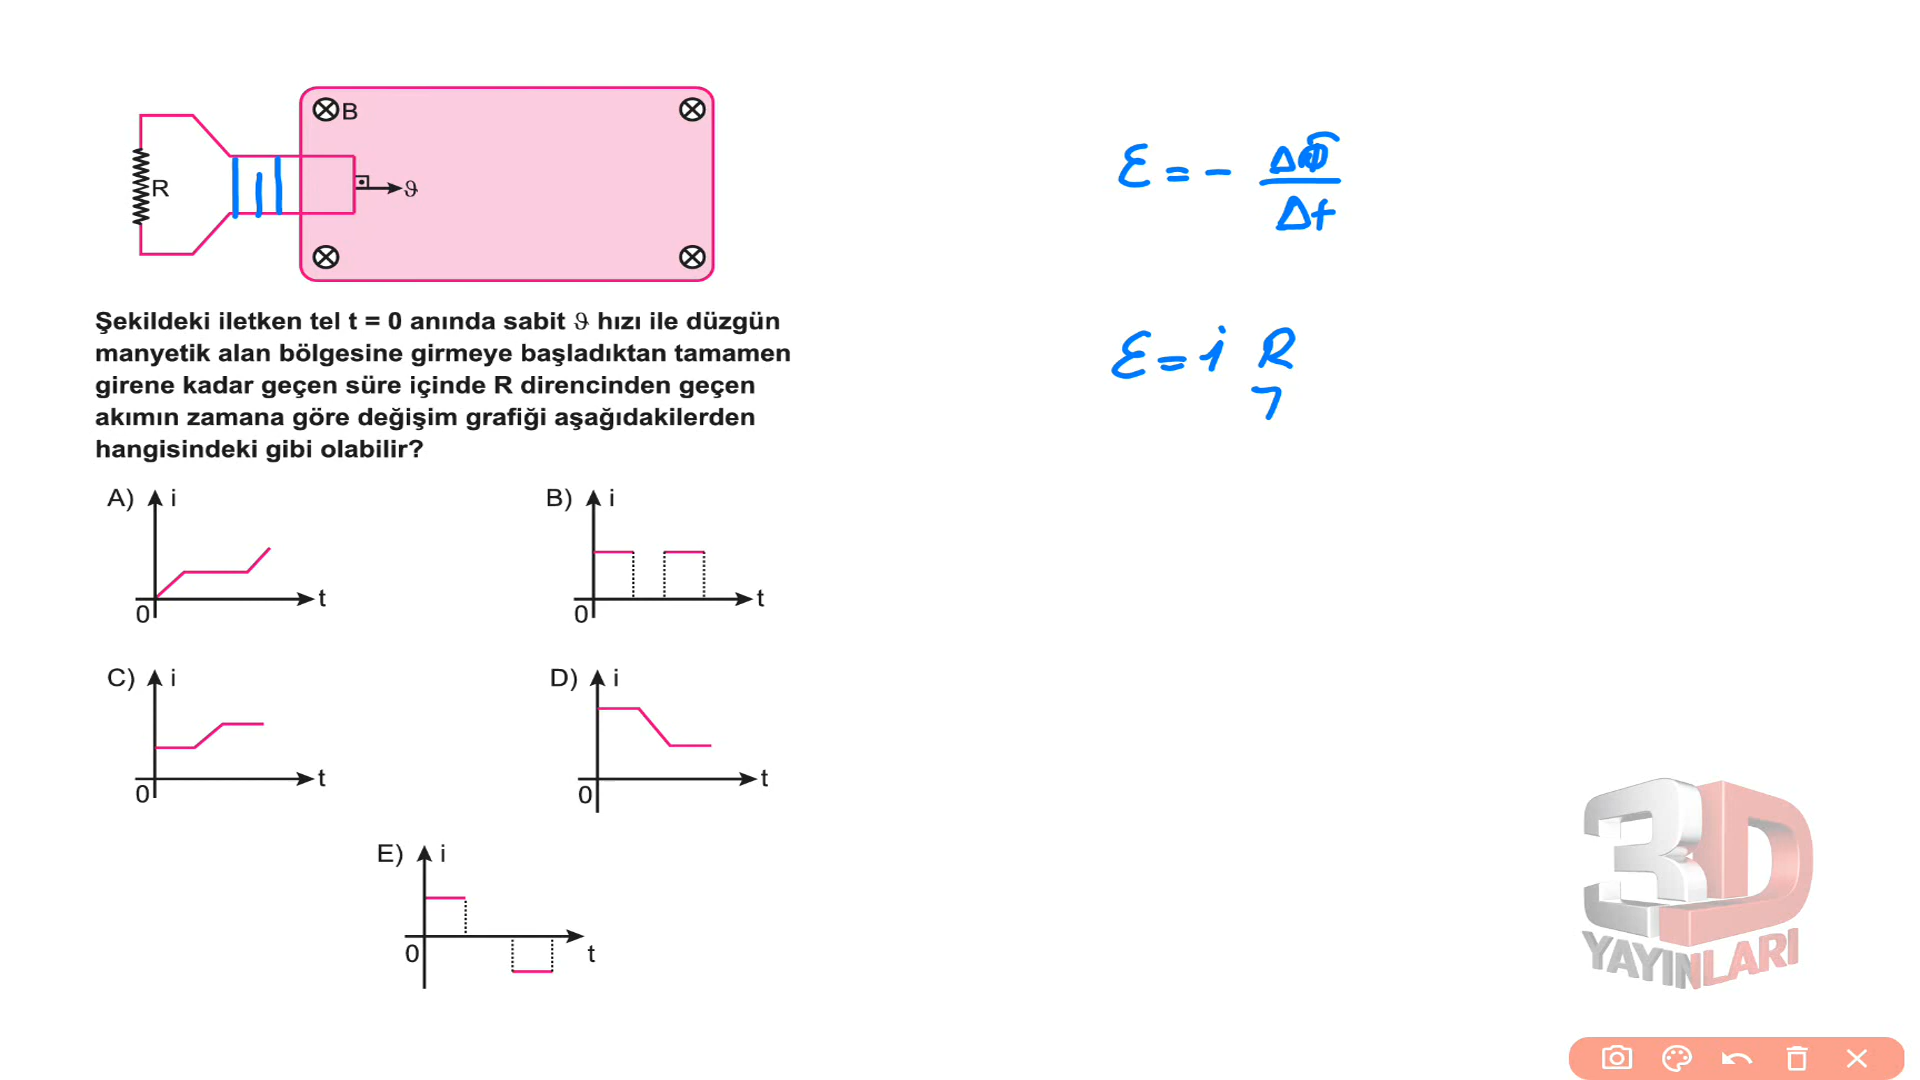 B
R
ϑ
Şekildeki iletken tel t = 0 anında sabit ϑ hızı ile düzgün
manyetik alan bölgesine girmeye başladıktan tamamen
girene kadar geçen süre içinde R direncinden geçen
akımın zamana göre değişim grafiği aşağıdakilerden
hangisindeki gibi olabilir?
A) i
0 t
B) i
0 t
C) i
0 t
D) i
0 t
E) i
0 t
ε = - ΔΦ
Δt
ε = i R
3D
YAYINLARI